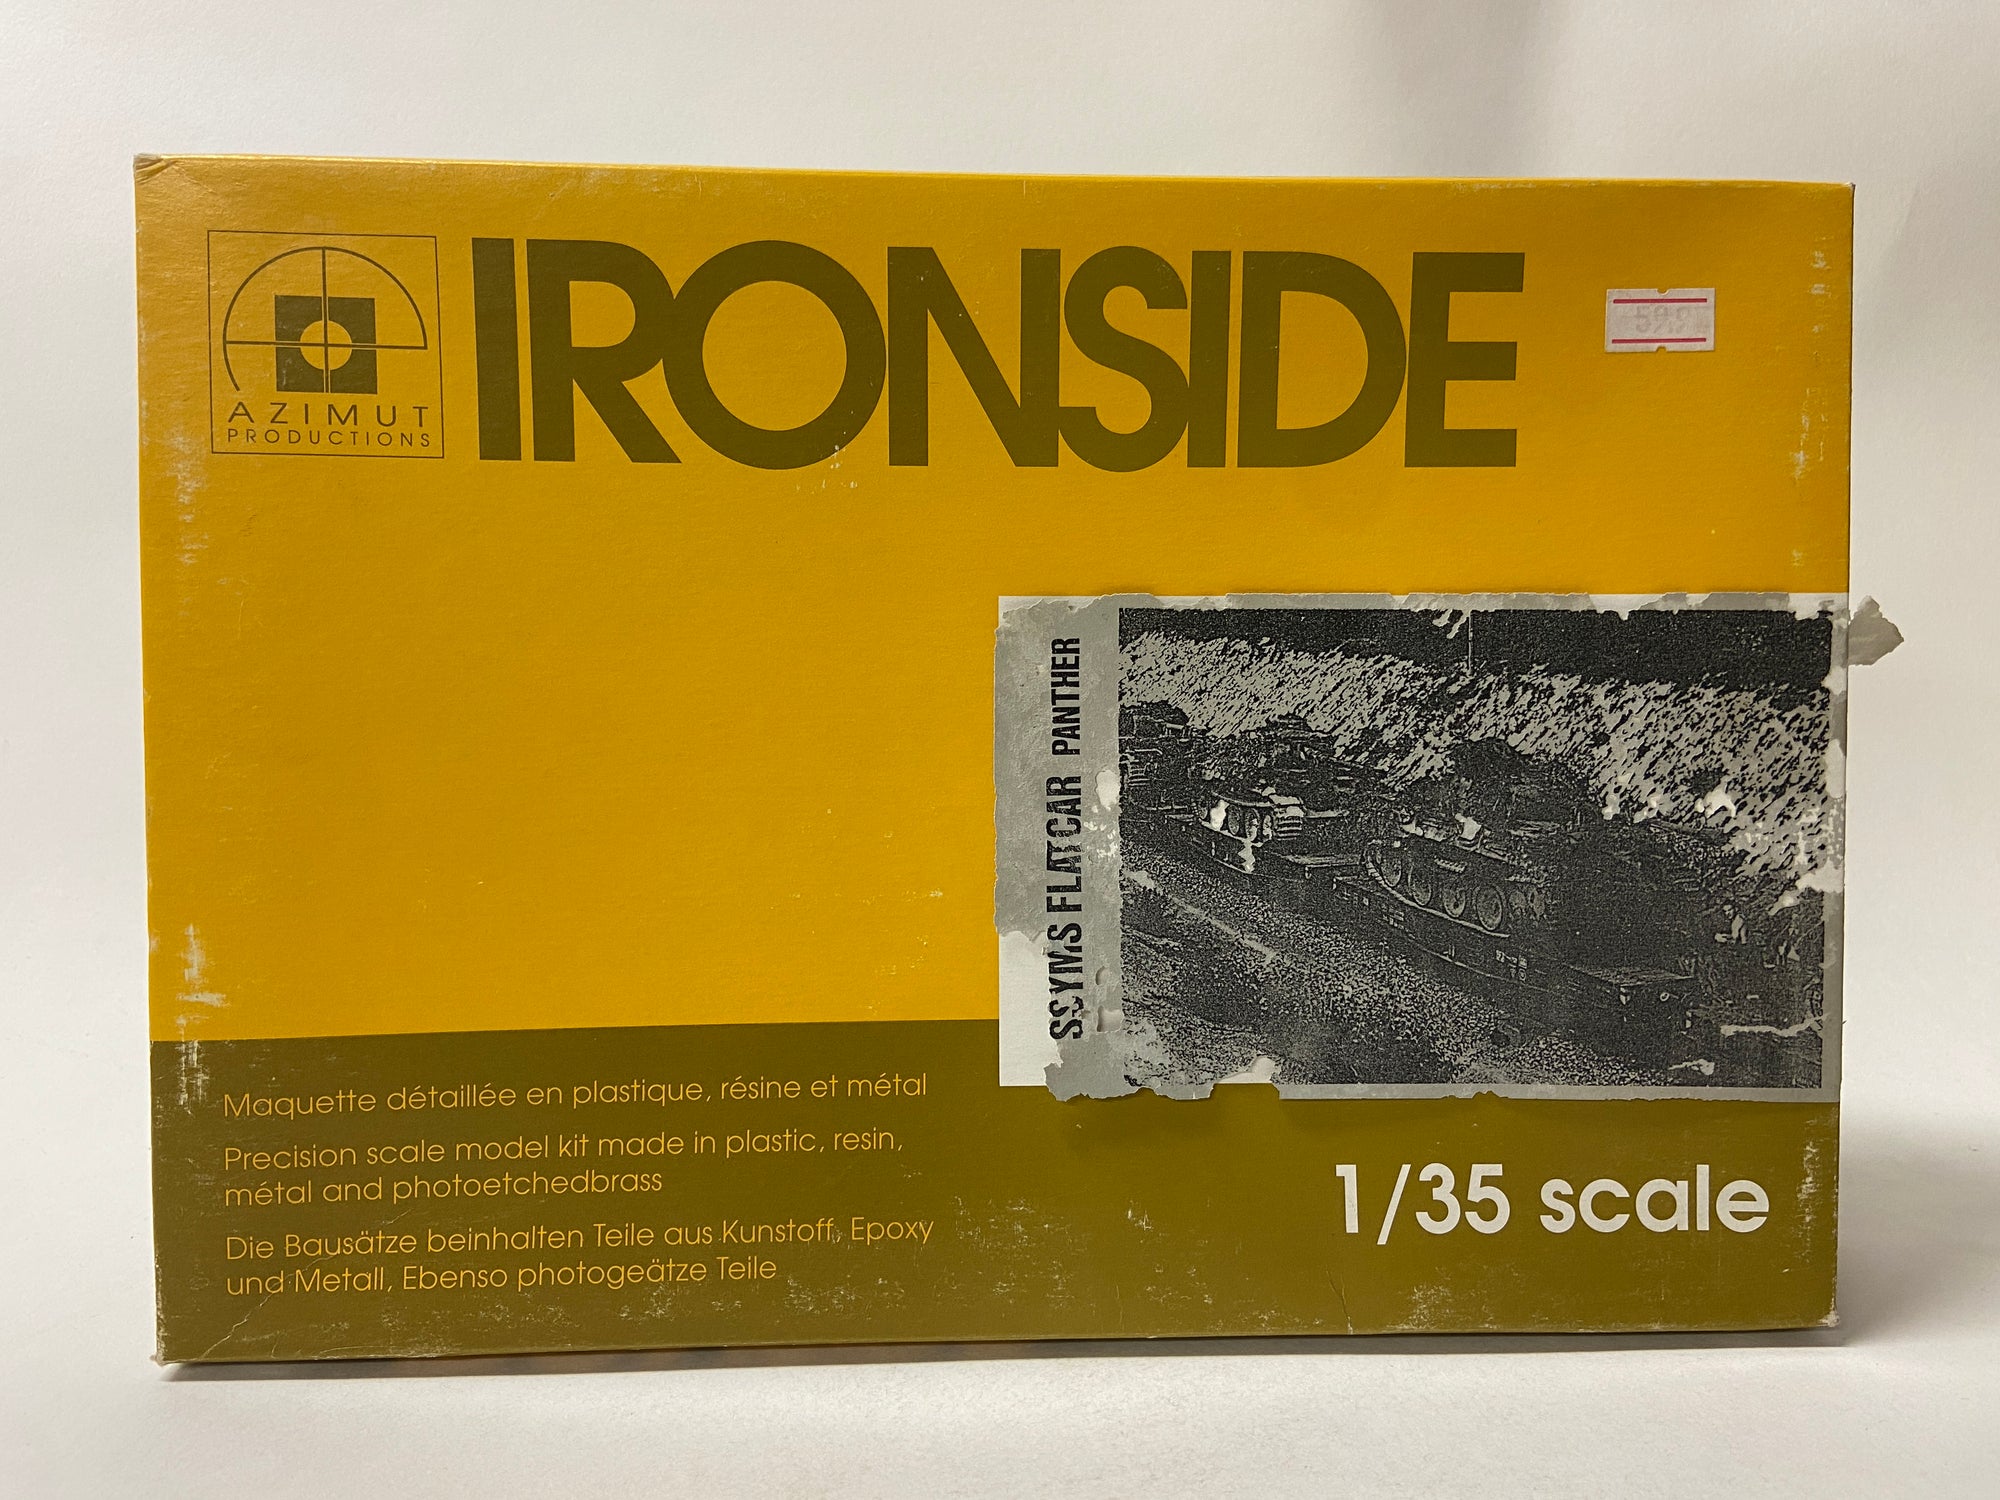 AZIMUT
PRODUCTIONS
IRONSIDE
SSYMS FLATCAR PANTHER
Maquette détaillée en plastique, résine et métal
Precision scale model kit made in plastic, resin,
métal and photoetchedbrass
Die Bausätze beinhalten Teile aus Kunstoff, Epoxy
und Metall, Ebenso photogeätze Teile
1/35 scale